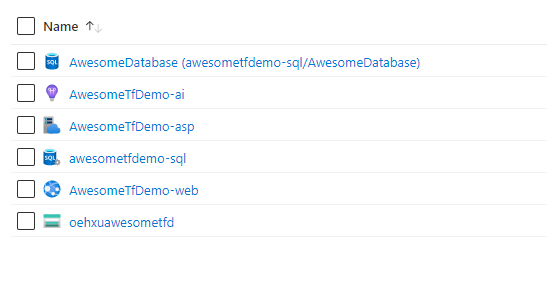 Name ↑↓
AwesomeDatabase (awesometfdemo-sql/AwesomeDatabase)
AwesomeTfDemo-ai
AwesomeTfDemo-asp
awesometfdemo-sql
AwesomeTfDemo-web
oehxuawesometfd